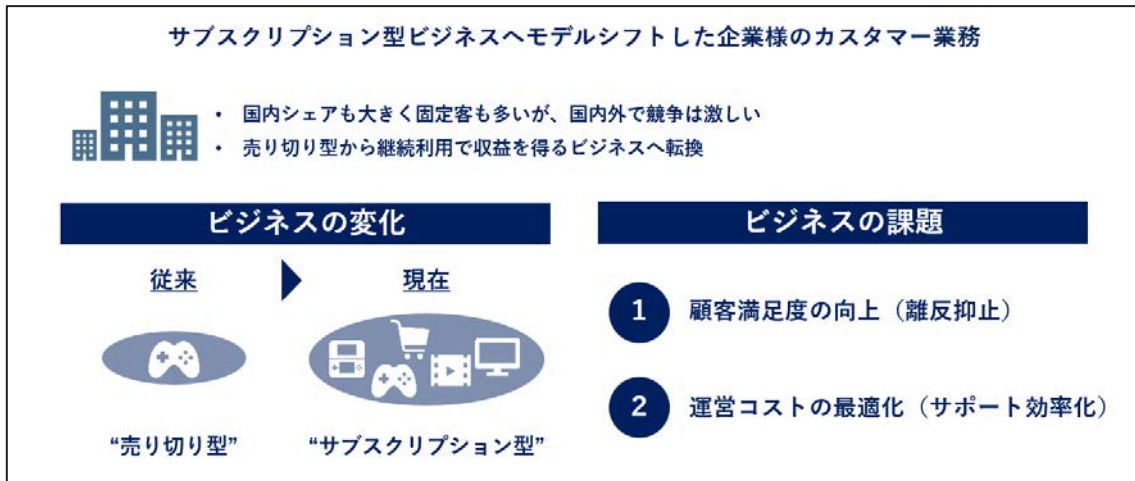 サブスクリプション型ビジネスへモデルシフトした企業様のカスタマー業務
• 国内シェアも大きく固定客も多いが、国内外で競争は激しい
• 売り切り型から継続利用で収益を得るビジネスへ転換
ビジネスの変化
従来
現在
“売り切り型”
“サブスクリプション型”
ビジネスの課題
1 顧客満足度の向上（離反抑止）
2 運営コストの最適化（サポート効率化）